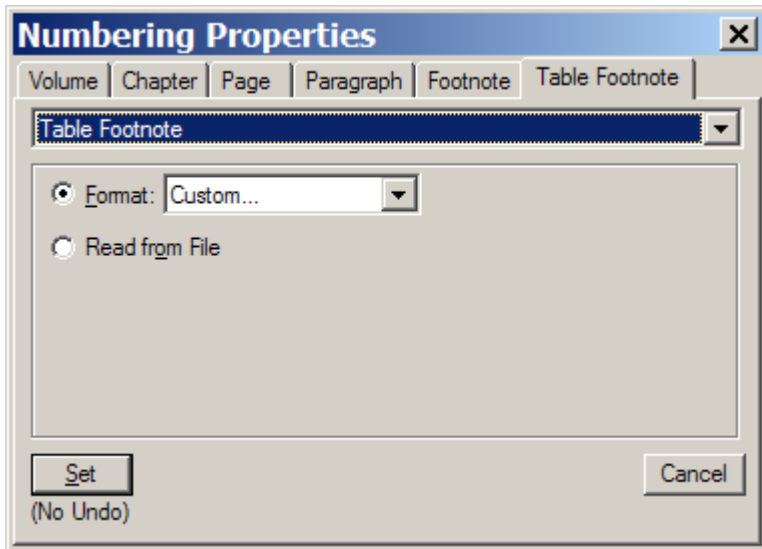 Numbering Properties
Volume Chapter Page Paragraph Footnote Table Footnote
Table Footnote
Format: Custom...
Read from File
Set Cancel
(No Undo)